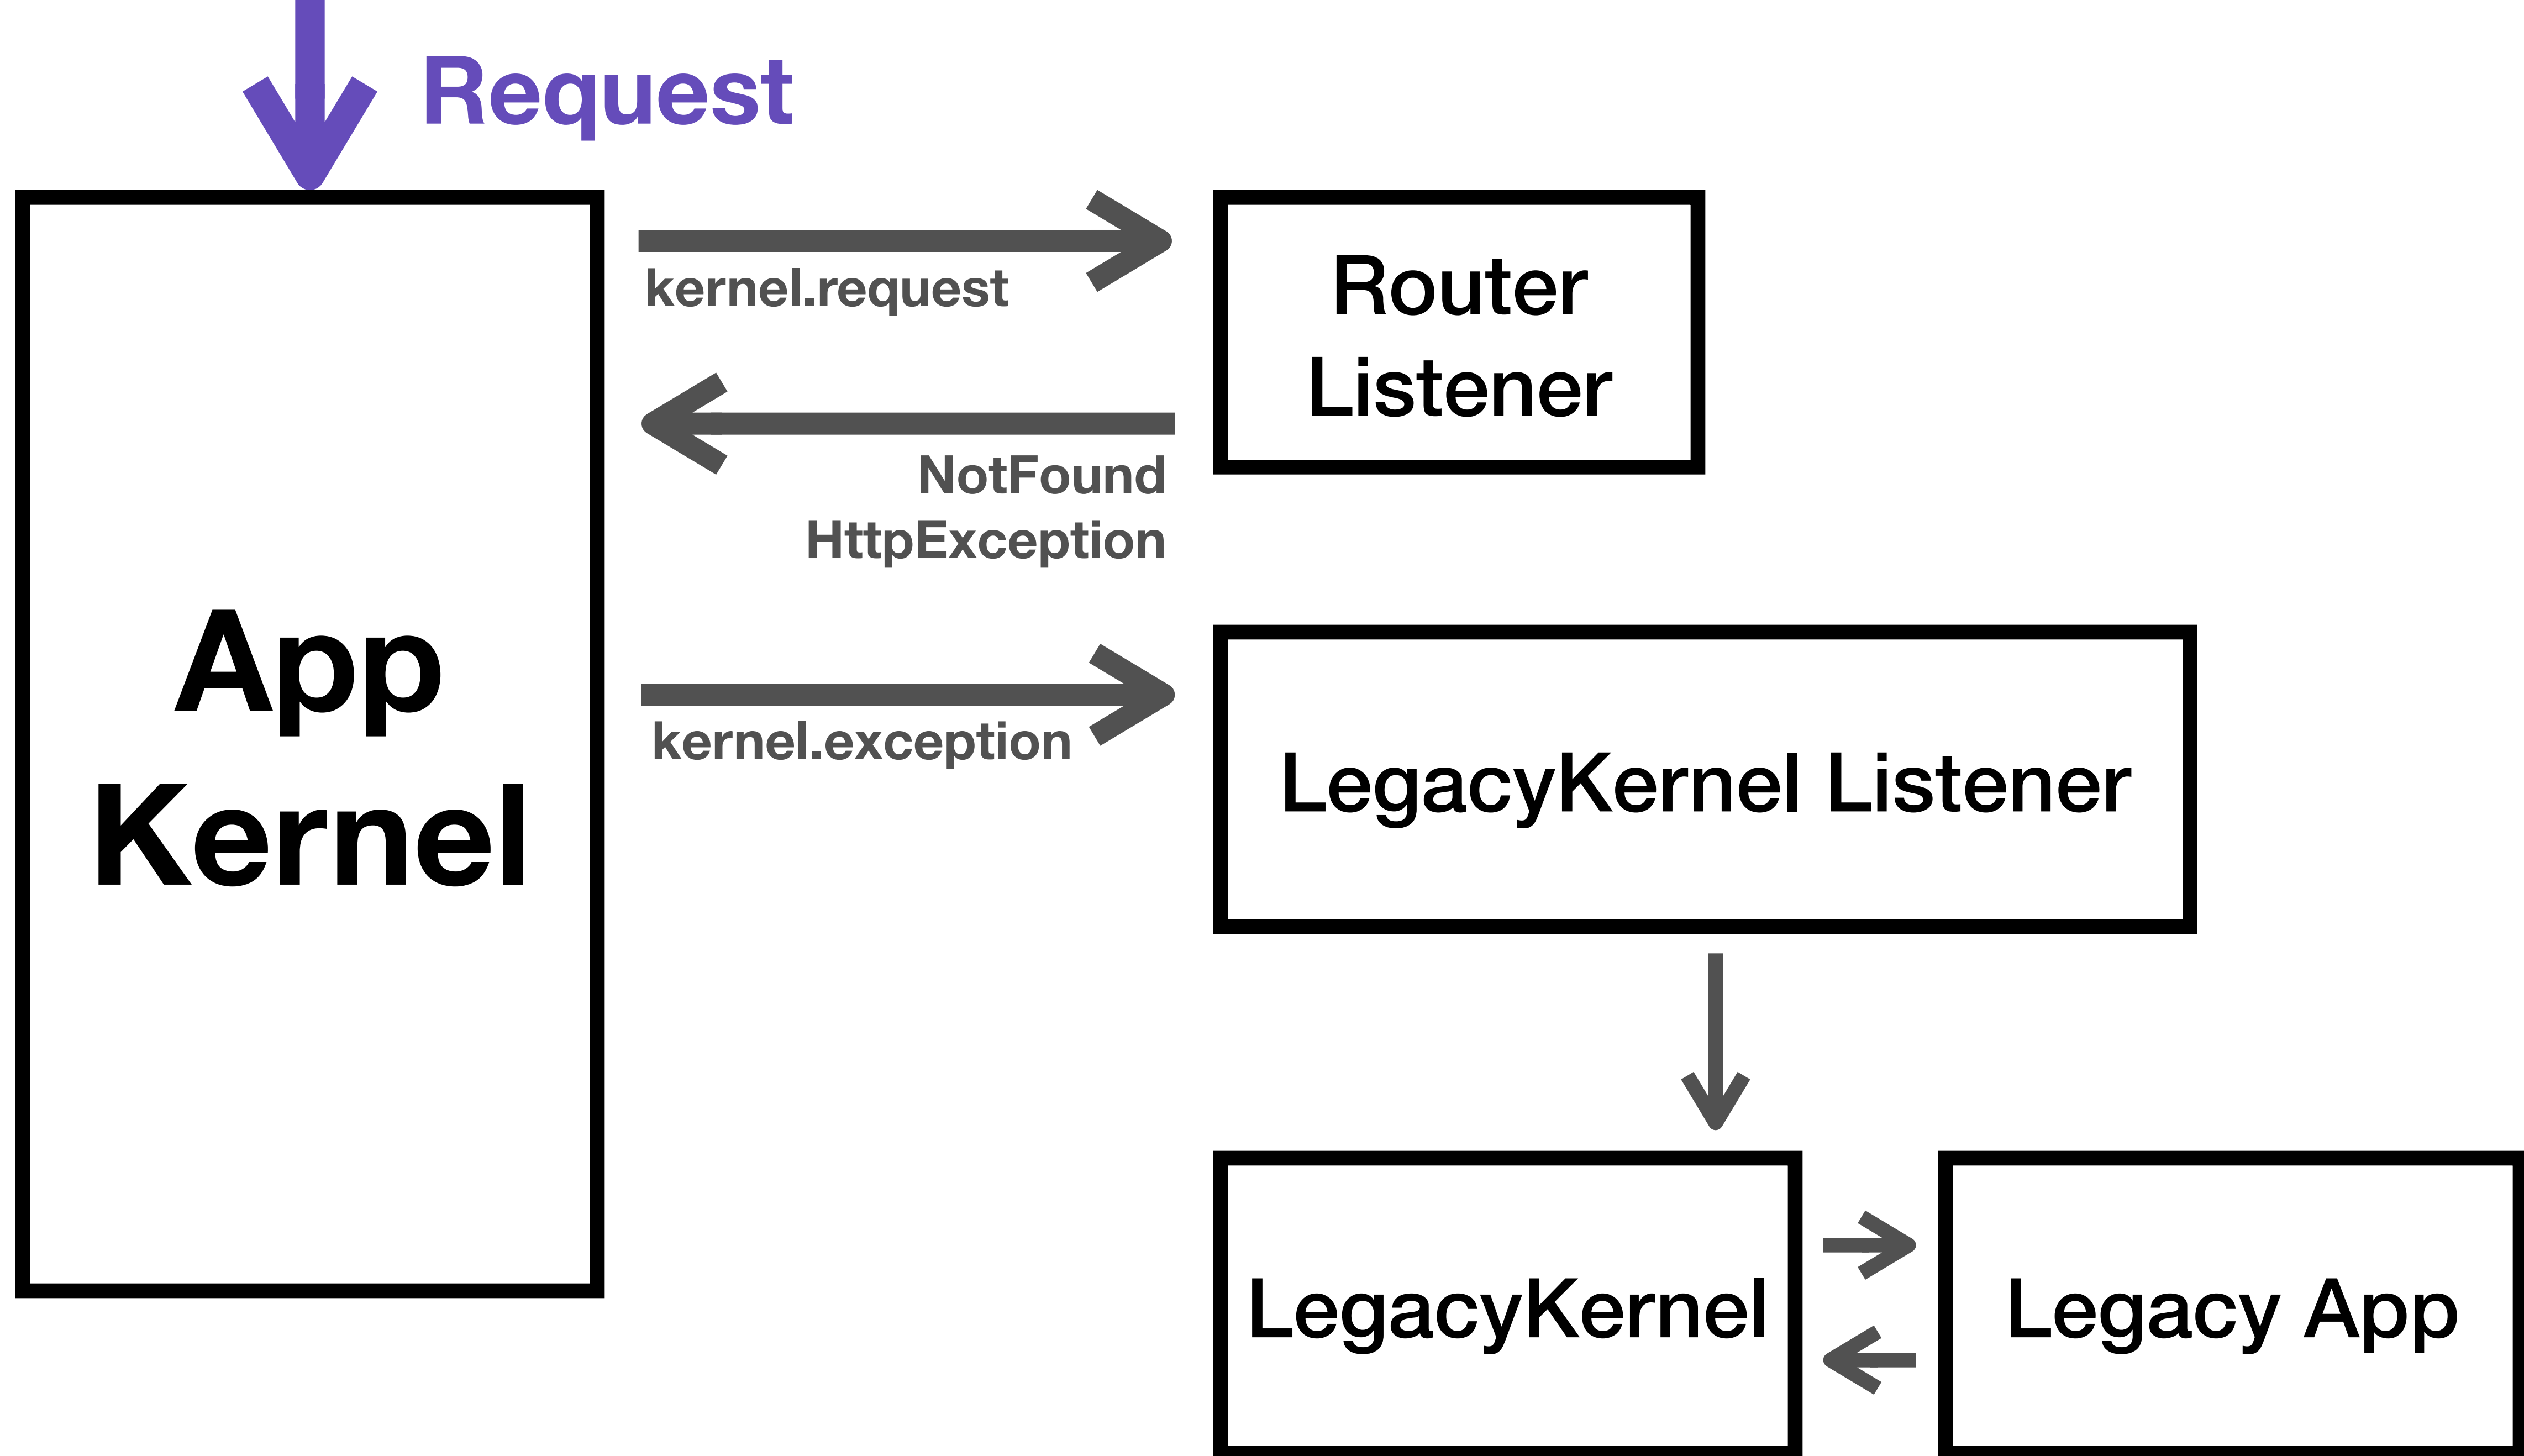 Request
kernel.request
Router
Listener
NotFound
HttpException
App
Kernel
kernel.exception
LegacyKernel Listener
LegacyKernel
Legacy App